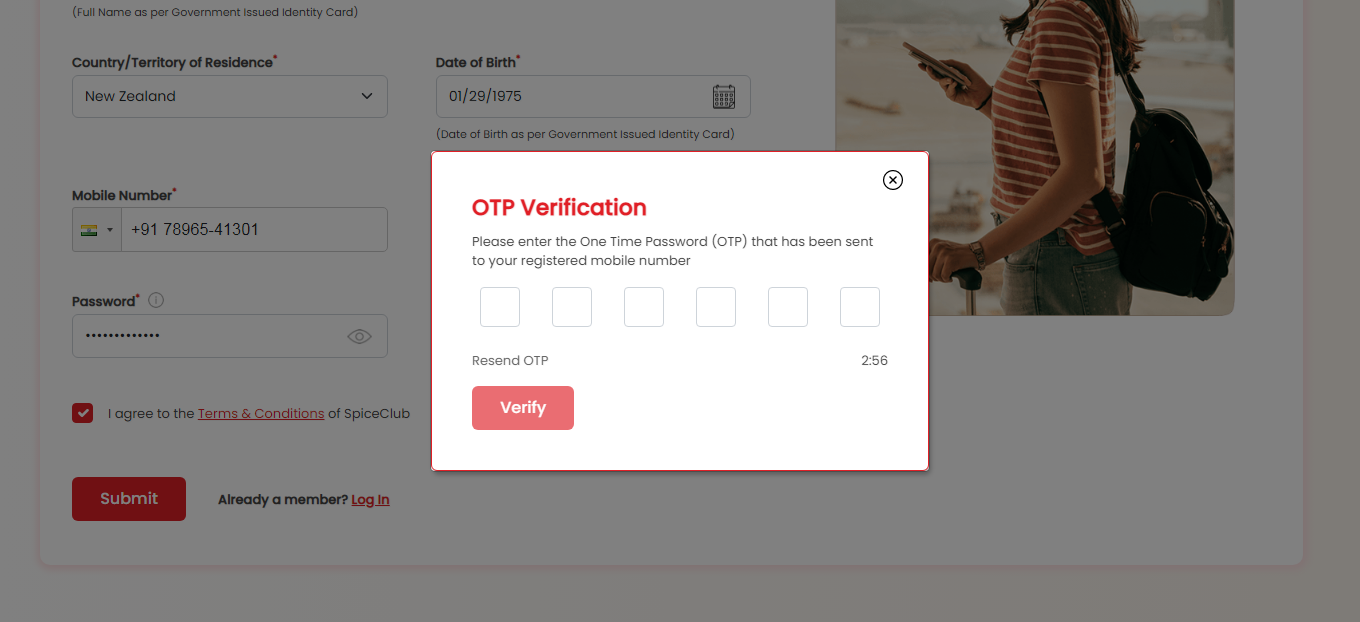 (Full Name as per Government Issued Identity Card)
Country/Territory of Residence*
Date of Birth*
New Zealand
01/29/1975
(Date of Birth as per Government Issued Identity Card)
Mobile Number*
+91 78965-41301
Password*
•••••••••••••
I agree to the Terms & Conditions of SpiceClub
Submit
Already a member? Log In
OTP Verification
Please enter the One Time Password (OTP) that has been sent
to your registered mobile number
Resend OTP
2:56
Verify